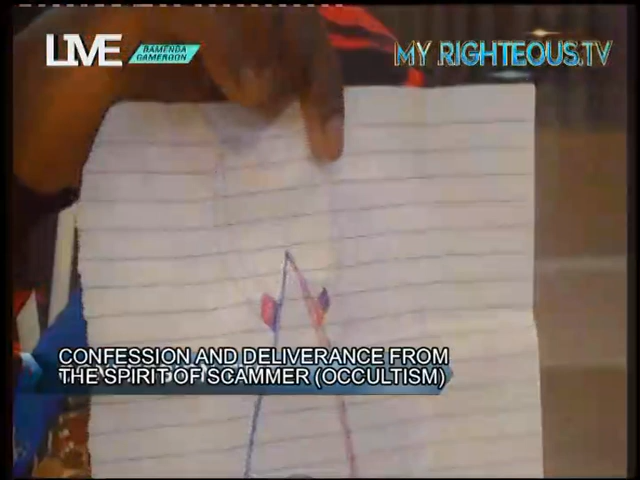 LIVE
BAMENDA
CAMEROON
MY RIGHTEOUS.TV
CONFESSION AND DELIVERANCE FROM
THE SPIRIT OF SCAMMER (OCCULTISM)